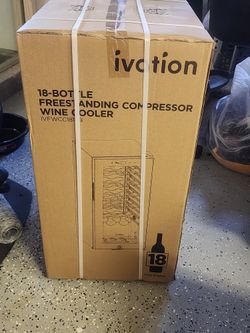 ivation
18-BOTTLE
FREESTANDING COMPRESSOR
WINE COOLER
18